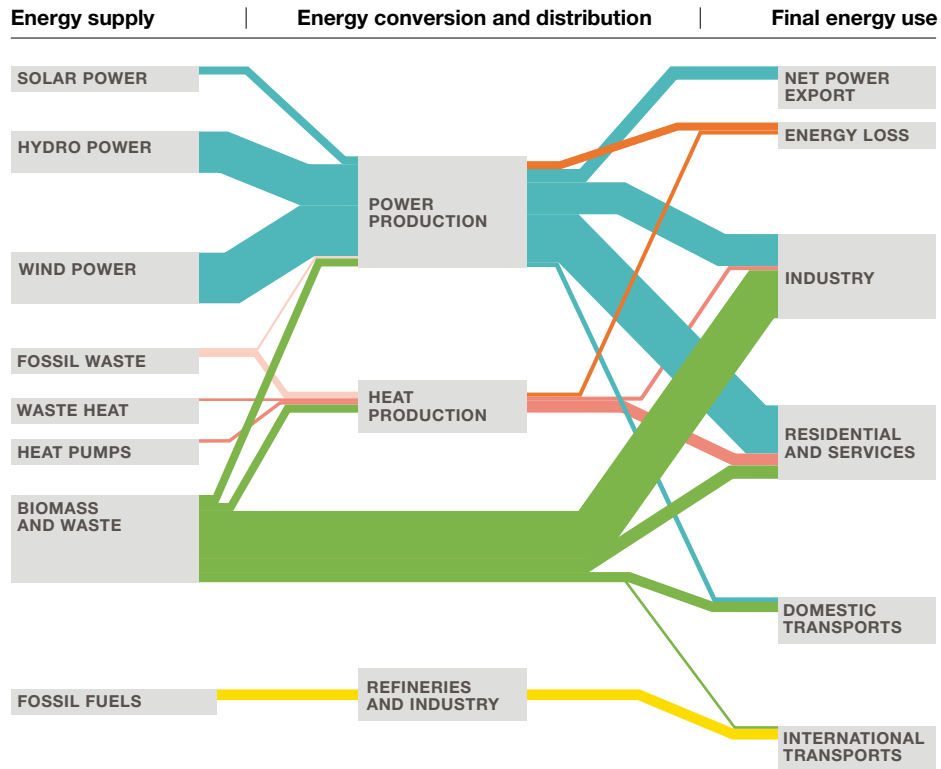 Energy supply
Energy conversion and distribution
Final energy use
SOLAR POWER
HYDRO POWER
WIND POWER
FOSSIL WASTE
WASTE HEAT
HEAT PUMPS
BIOMASS
AND WASTE
FOSSIL FUELS
POWER
PRODUCTION
HEAT
PRODUCTION
REFINERIES
AND INDUSTRY
NET POWER
EXPORT
ENERGY LOSS
INDUSTRY
RESIDENTIAL
AND SERVICES
DOMESTIC
TRANSPORTS
INTERNATIONAL
TRANSPORTS